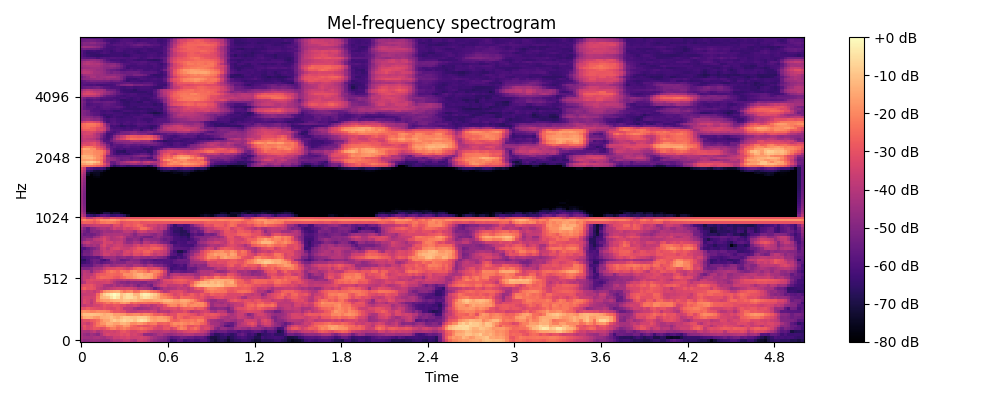 Mel-frequency spectrogram
Hz
4096
2048
1024
512
0
0 0.6 1.2 1.8 2.4 3 3.6 4.2 4.8
Time
+0 dB
-10 dB
-20 dB
-30 dB
-40 dB
-50 dB
-60 dB
-70 dB
-80 dB